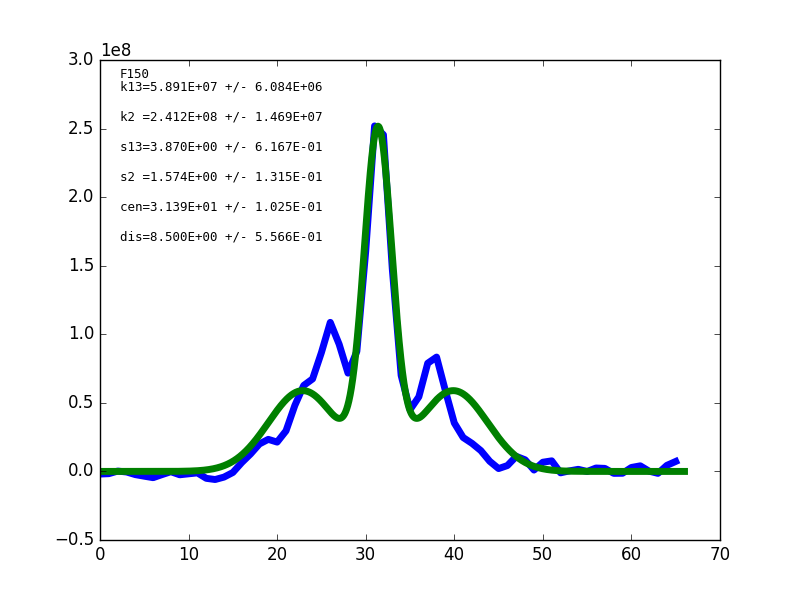 1e8
3.0
2.5
2.0
1.5
1.0
0.5
0.0
−0.5
F150
k13=5.891E+07 +/- 6.084E+06
k2 =2.412E+08 +/- 1.469E+07
s13=3.870E+00 +/- 6.167E-01
s2 =1.574E+00 +/- 1.315E-01
cen=3.139E+01 +/- 1.025E-01
dis=8.500E+00 +/- 5.566E-01
0 10 20 30 40 50 60 70